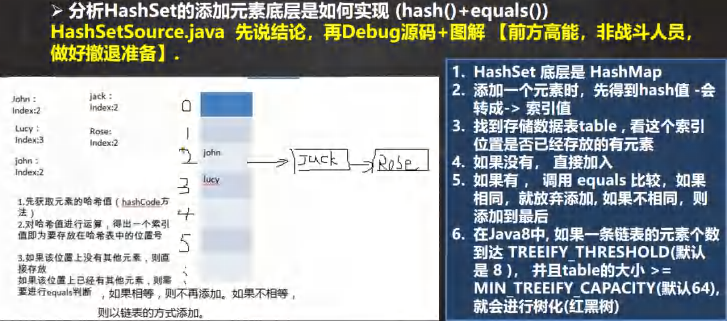 ➢ 分析HashSet的添加元素底层是如何实现 (hash()+equals())
HashSetSource.java 先说结论，再Debug源码+图解 【前方高能，非战斗人员，
做好撤退准备】.
John：
Index:2
jack：
Index:2
Lucy：
Index:3
Rose:
Index:2
john：
Index:2
0
1
2
3
4
5
john
lucy
Jack
Rose
1.先获取元素的哈希值（hashCode方
法）
2.对哈希值进行运算，得出一个索引
值即为要存放在哈希表中的位置号
3.如果该位置上没有其他元素，则直
接存放
如果该位置上已经有其他元素，则需
要进行equals判断 ，如果相等，则不再添加。如果不相等，
则以链表的方式添加。
1. HashSet 底层是 HashMap
2. 添加一个元素时，先得到hash值 -会
转成-> 索引值
3. 找到存储数据表table , 看这个索引
位置是否已经存放的有元素
4. 如果没有，直接加入
5. 如果有 ，调用 equals 比较，如果
相同，就放弃添加, 如果不相同，则
添加到最后
6. 在Java8中, 如果一条链表的元素个数
到达 TREEIFY_THRESHOLD(默认
是 8 )，并且table的大小 >=
MIN_TREEIFY_CAPACITY(默认64),
就会进行树化(红黑树)